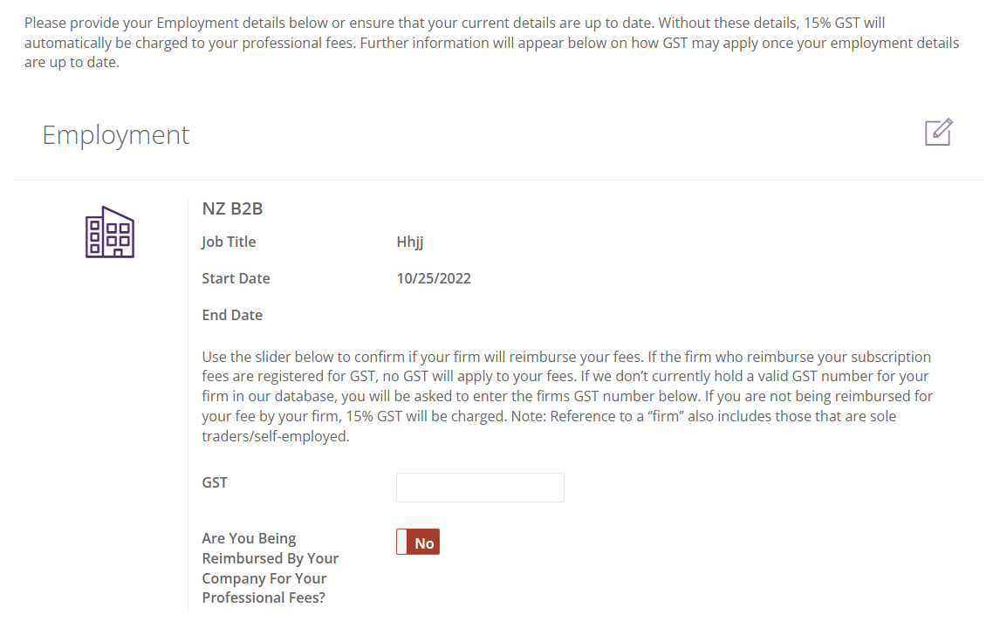 Please provide your Employment details below or ensure that your current details are up to date. Without these details, 15% GST will
automatically be charged to your professional fees. Further information will appear below on how GST may apply once your employment details
are up to date.
Employment
NZ B2B
Job Title Hhjj
Start Date 10/25/2022
End Date
Use the slider below to confirm if your firm will reimburse your fees. If the firm who reimburse your subscription
fees are registered for GST, no GST will apply to your fees. If we don’t currently hold a valid GST number for your
firm in our database, you will be asked to enter the firms GST number below. If you are not being reimbursed for
your fee by your firm, 15% GST will be charged. Note: Reference to a “firm” also includes those that are sole
traders/self-employed.
GST
Are You Being
Reimbursed By Your
Company For Your
Professional Fees?
No